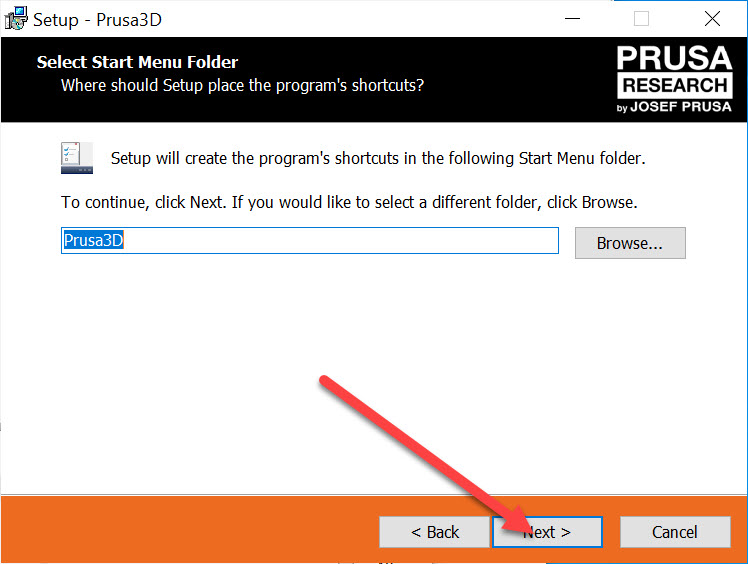 Setup - Prusa3D
Select Start Menu Folder
Where should Setup place the program's shortcuts?
PRUSA
RESEARCH
by JOSEF PRUSA
Setup will create the program's shortcuts in the following Start Menu folder.
To continue, click Next. If you would like to select a different folder, click Browse.
Prusa3D
Browse...
< Back
Next >
Cancel